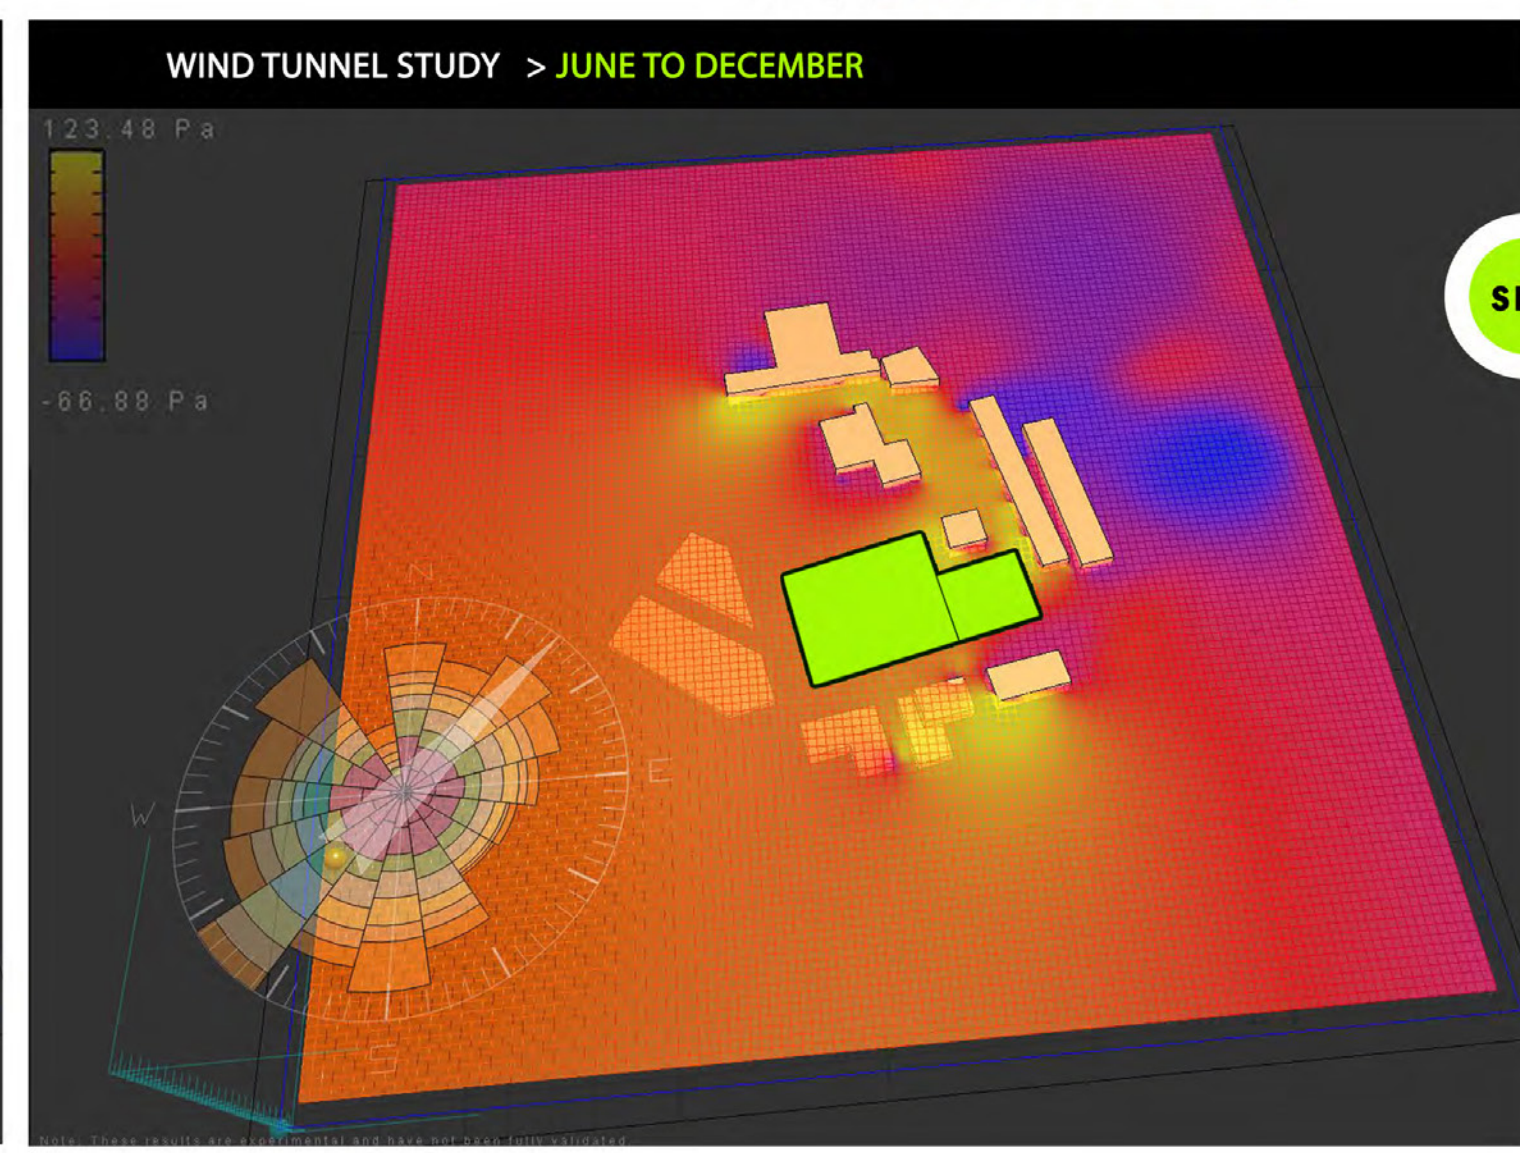 WIND TUNNEL STUDY > JUNE TO DECEMBER
123.48 Pa
-66.88 Pa
N
E
W
S
Note: These results are experimental and have not been fully validated.